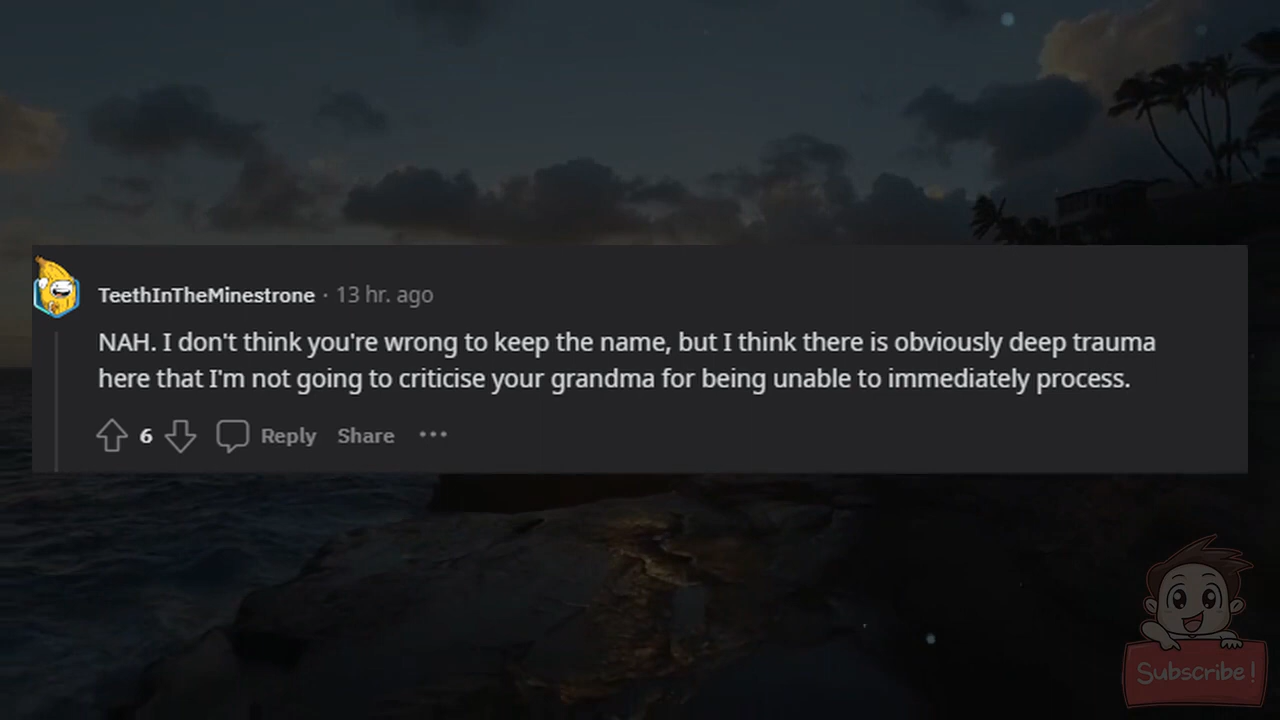 TeethInTheMinestrone · 13 hr. ago
NAH. I don't think you're wrong to keep the name, but I think there is obviously deep trauma
here that I'm not going to criticise your grandma for being unable to immediately process.
6 Reply Share ···
Subscribe!